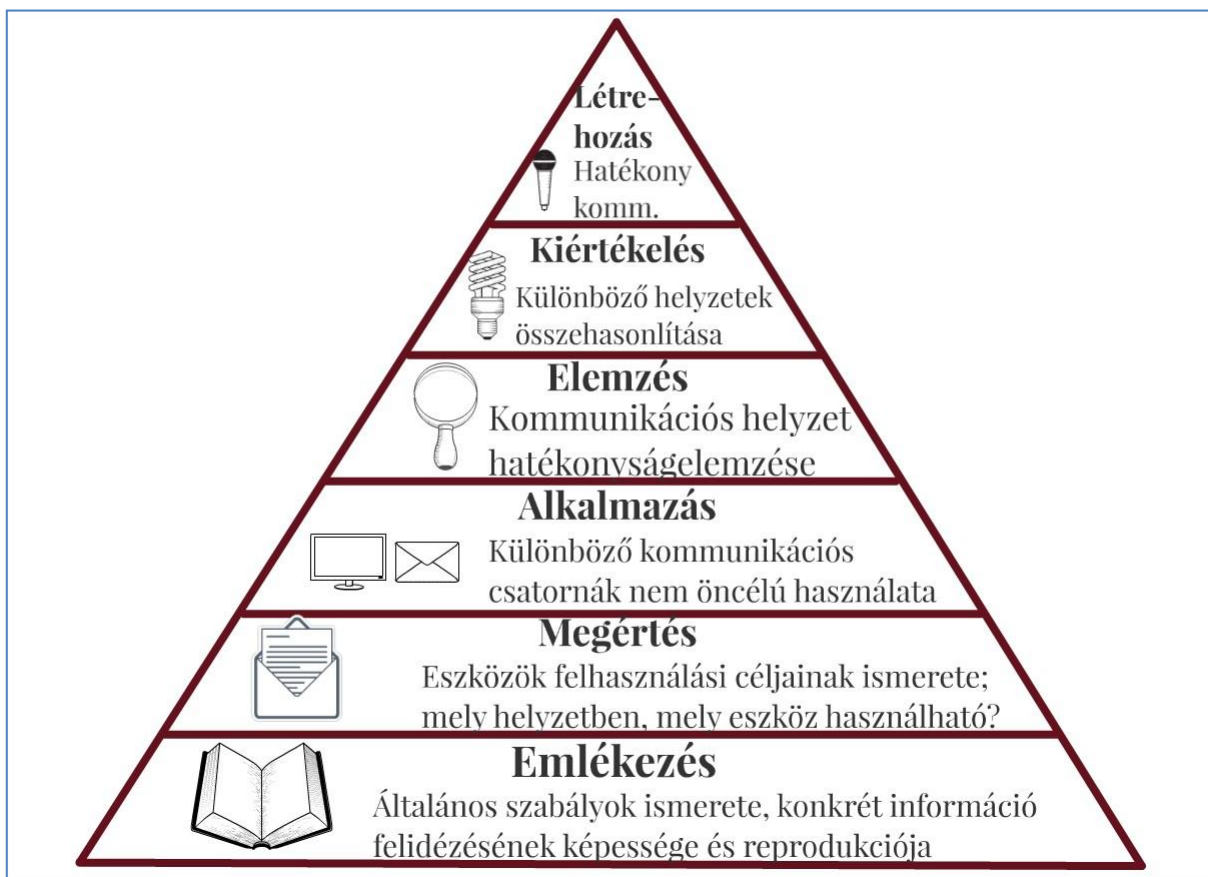 Létre-
hozás
Hatékony
komm.
Kiértékelés
Különböző helyzetek
összehasonlítása
Elemzés
Kommunikációs helyzet
hatékonyságelemzése
Alkalmazás
Különböző kommunikációs
csatornák nem öncélú használata
Megértés
Eszközök felhasználási céljainak ismerete;
mely helyzetben, mely eszköz használható?
Emlékezés
Általános szabályok ismerete, konkrét információ
felidézésének képessége és reprodukciója